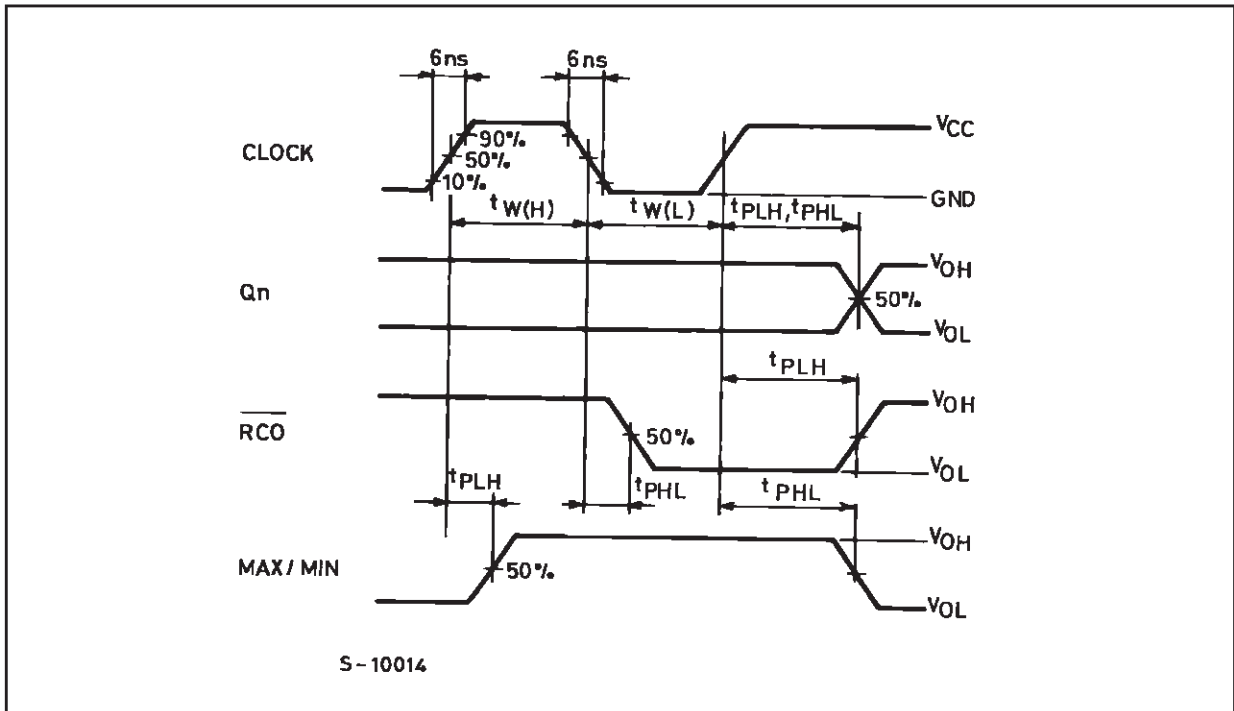 6ns 6ns
VCC
CLOCK
90%
50%
10%
GND
tW(H) tW(L) tPLH,tPHL
VOH
Qn
50%
VOL
tPLH
VOH
RCO
50%
VOL
tPLH tPHL tPHL
VOH
MAX/MIN
50%
VOL
S-10014